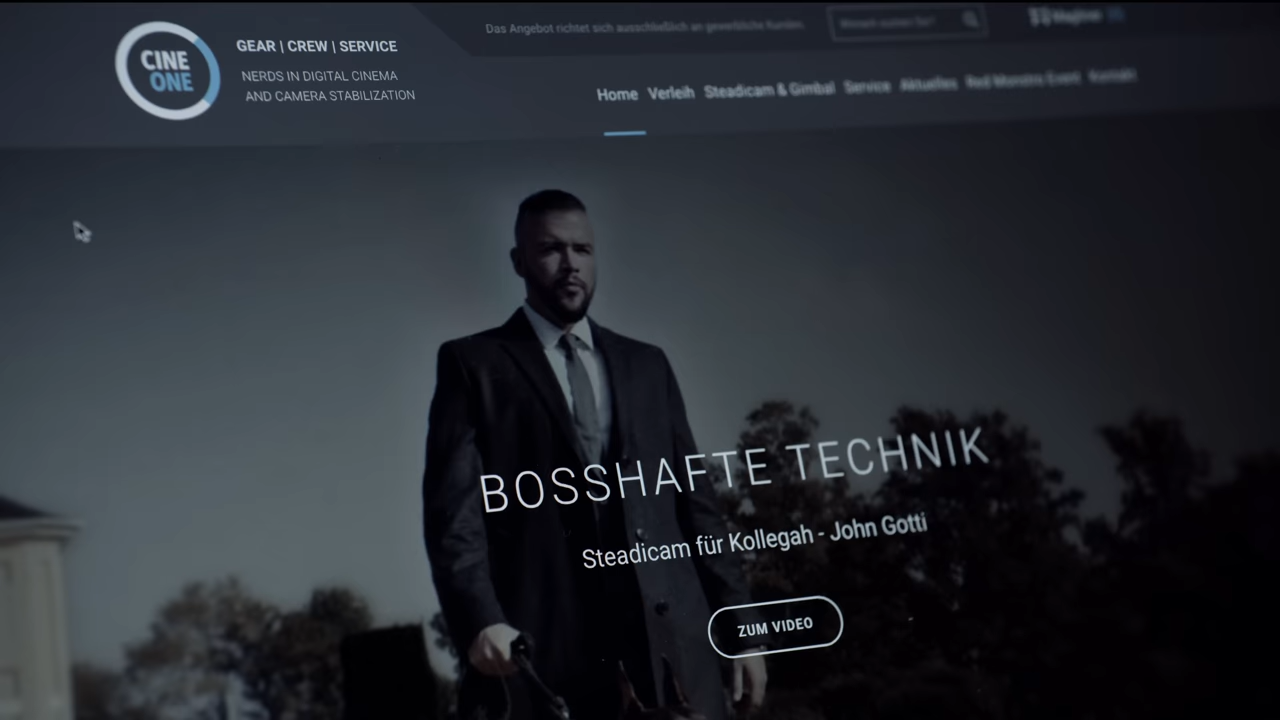 CINE
ONE
GEAR | CREW | SERVICE
NERDS IN DIGITAL CINEMA
AND CAMERA STABILIZATION
Das Angebot richtet sich ausschließlich an gewerbliche Kunden.
Home Verleih Steadicam & Gimbal Service Aktuelles Red Monstro Event Kontakt
BOSSHAFTE TECHNIK
Steadicam für Kollegah - John Gotti
ZUM VIDEO